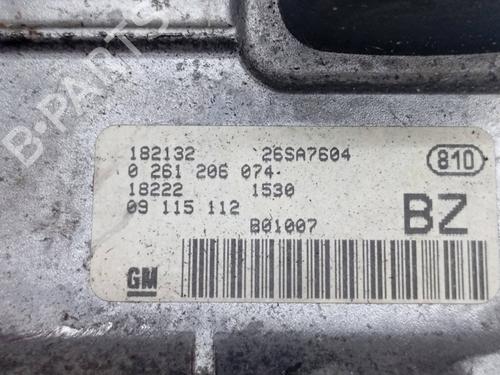 B-PARTS
182132 26SA7604
810
0 261 206 074
18222 1530
09 115 112
BZ
B01007
GM